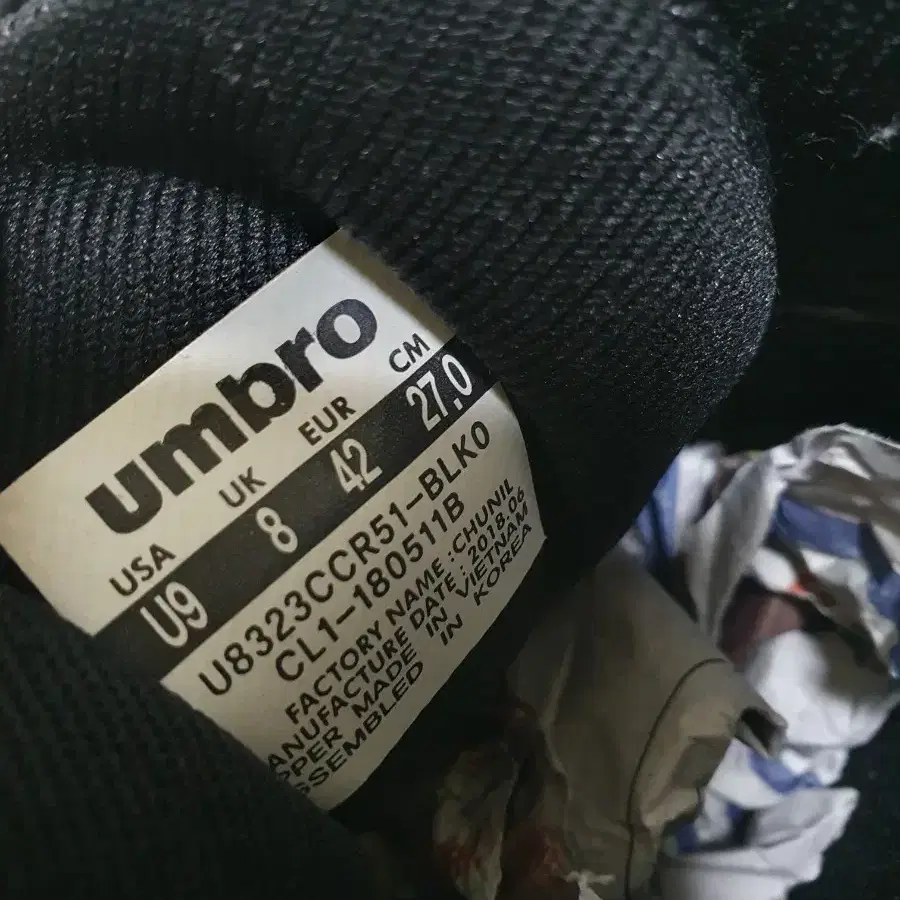 umbro
USA UK EUR CM
U9 8 42 27.0
U8323CCR51-BLK0
CL1-180511B
FACTORY NAME:CHUNIL
ANUFACTURE DATE:2018.06
PPER MADE IN VIETNAM
SSEMBLED IN KOREA